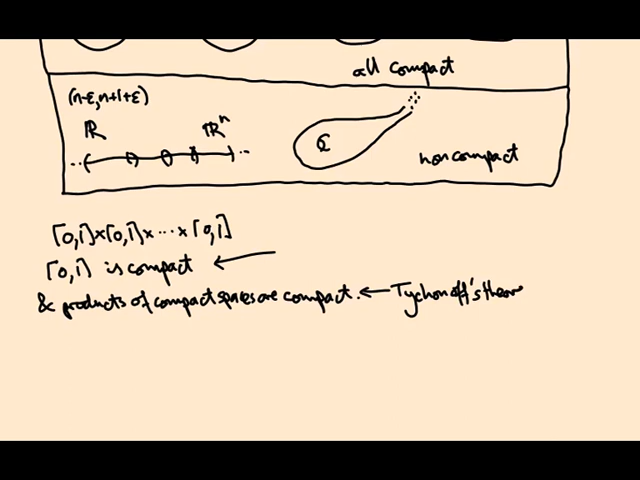 all compact
(n-ε, n+1+ε)
ℝ ℝⁿ
ℂ
noncompact
[0,1]×[0,1]×⋯×[0,1]
[0,1] is compact ←
& products of compact spaces are compact. ← Tychonoff's theore